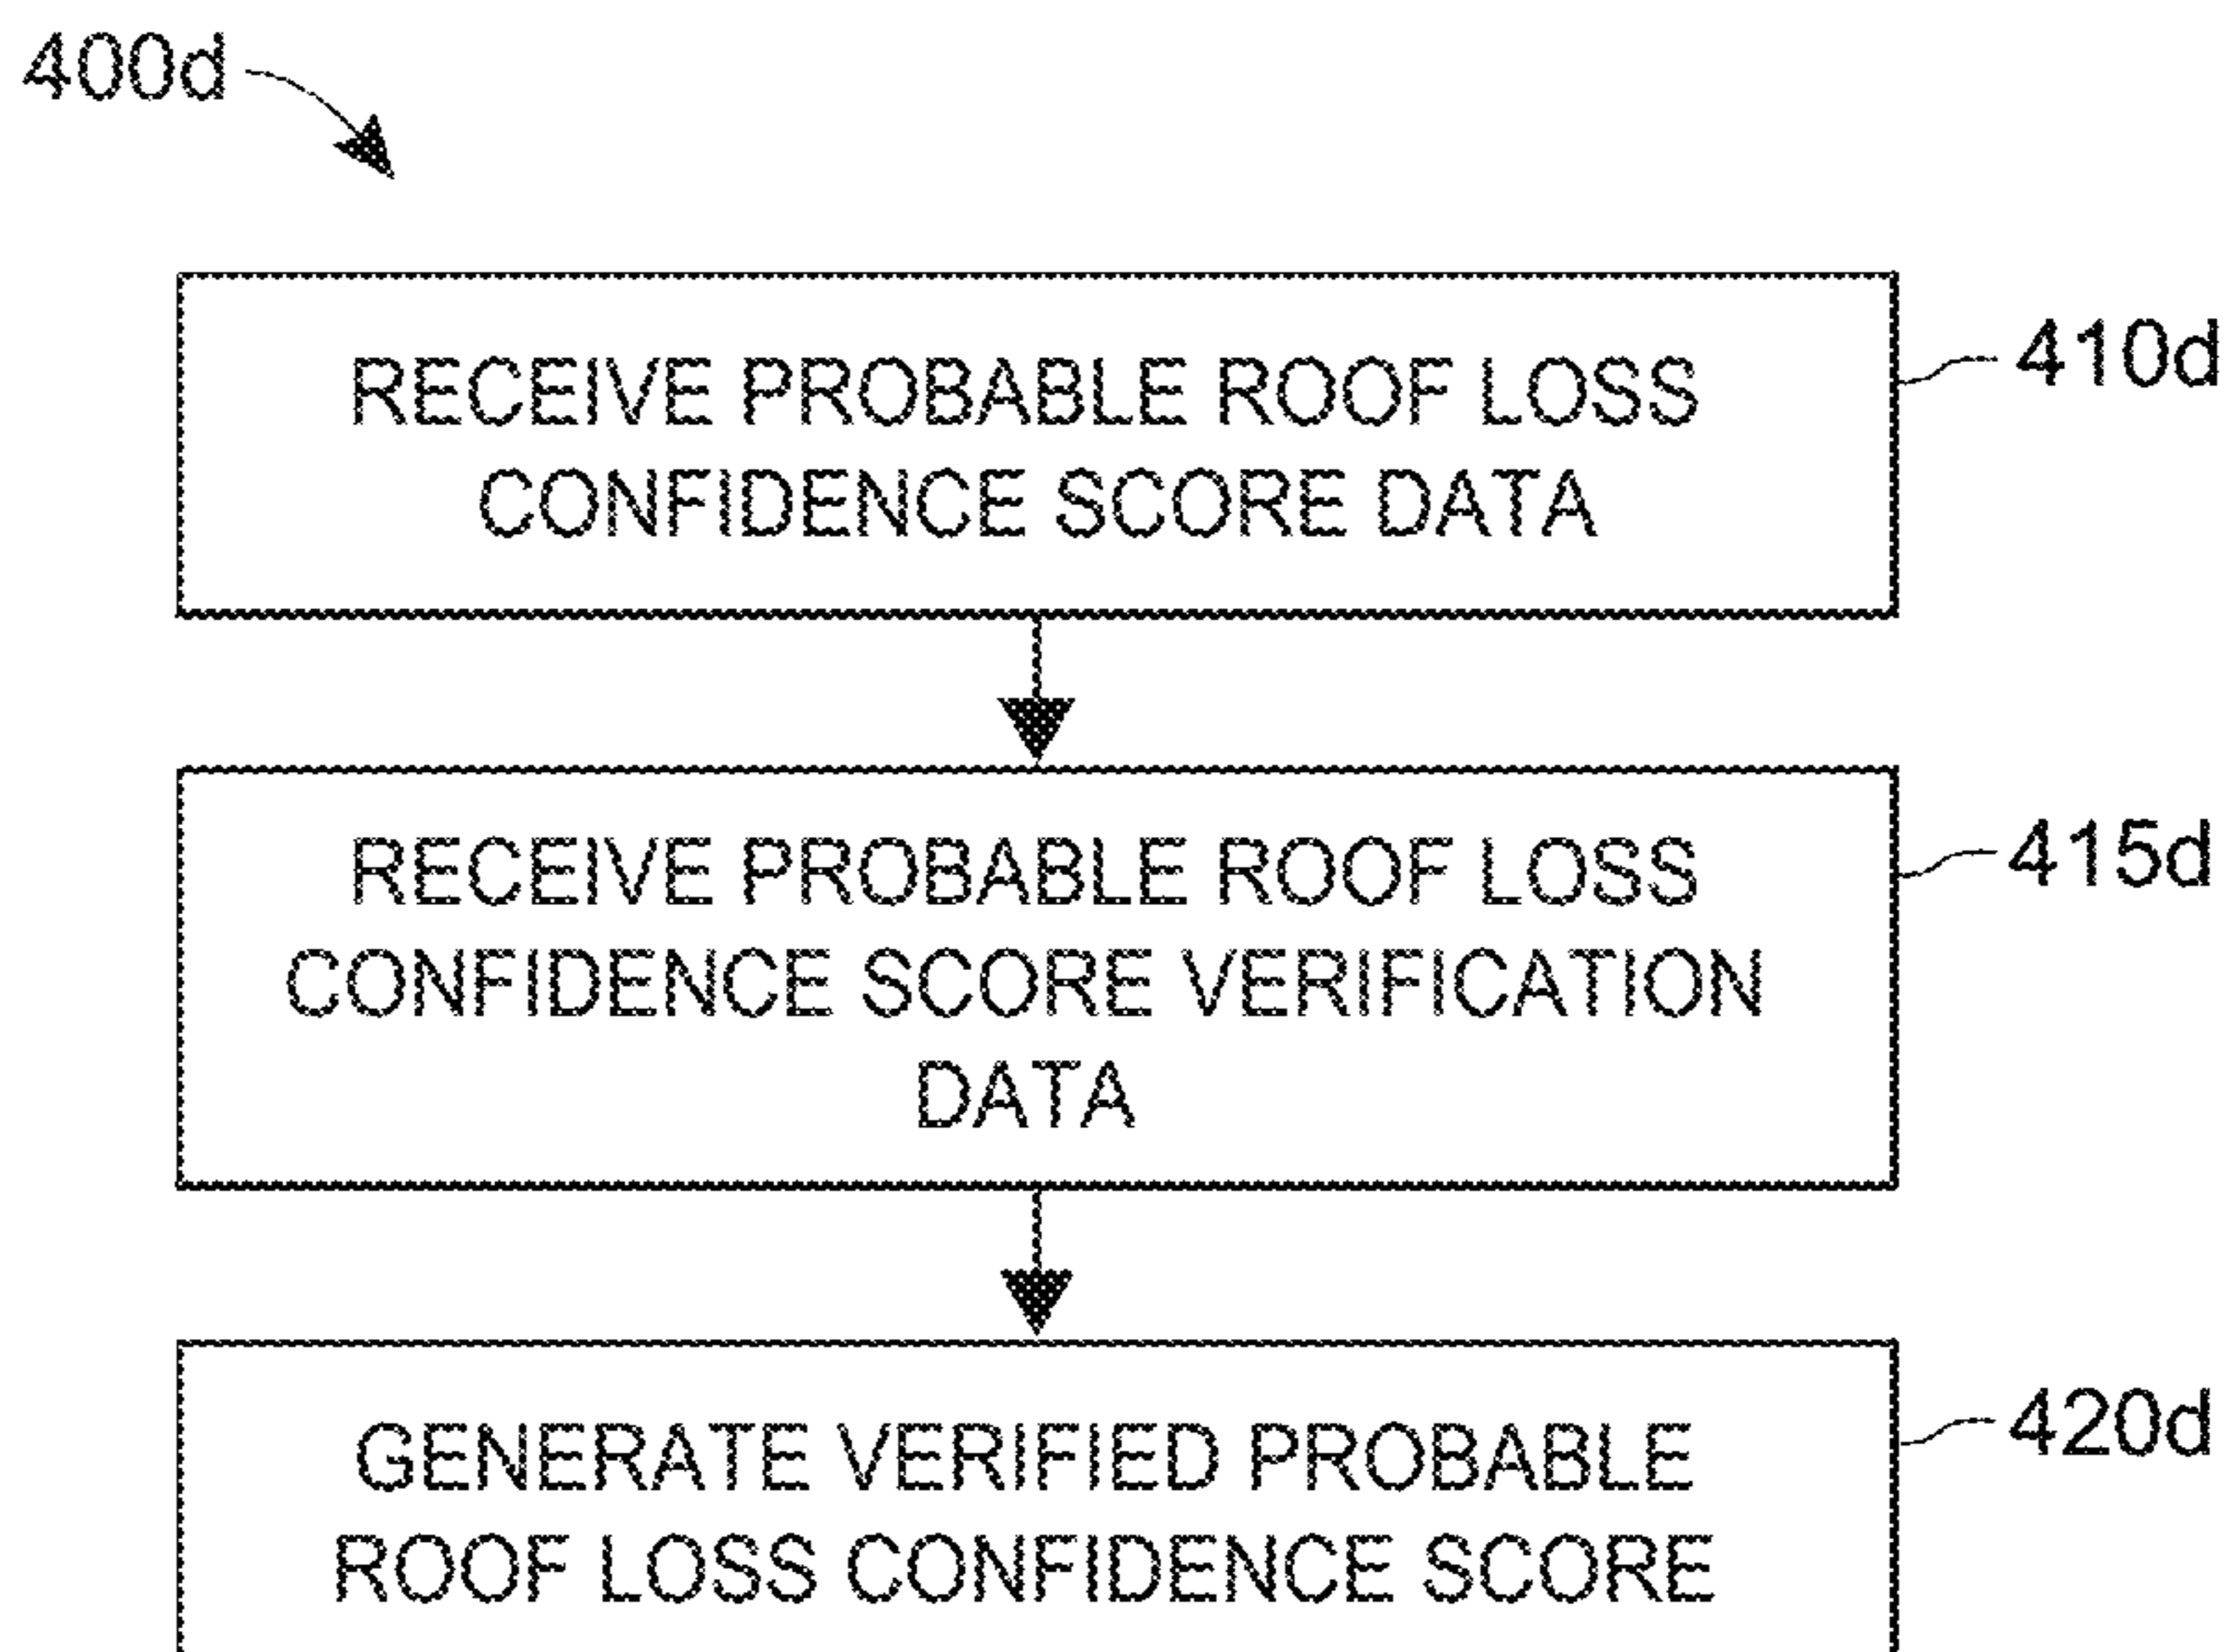 400d
RECEIVE PROBABLE ROOF LOSS
CONFIDENCE SCORE DATA
410d
RECEIVE PROBABLE ROOF LOSS
CONFIDENCE SCORE VERIFICATION
DATA
415d
GENERATE VERIFIED PROBABLE
ROOF LOSS CONFIDENCE SCORE
420d